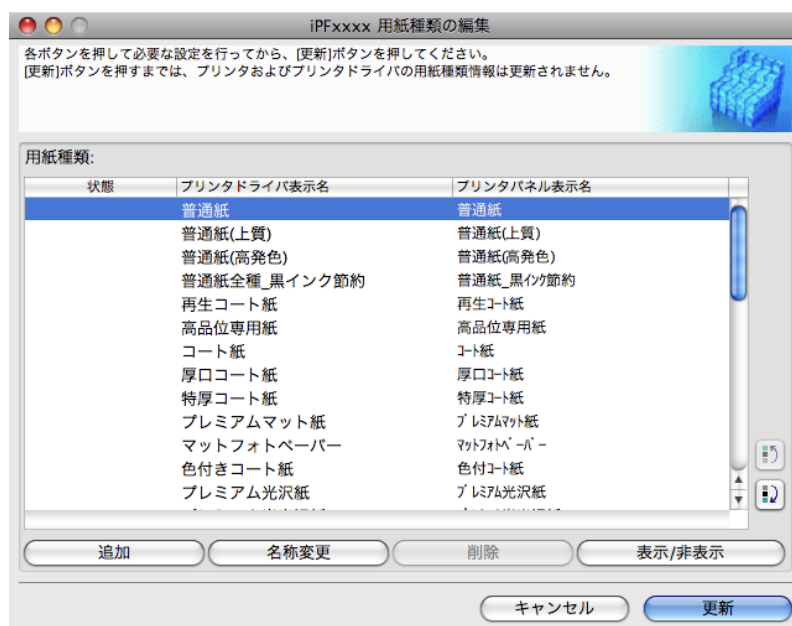 iPFxxxx 用紙種類の編集
各ボタンを押して必要な設定を行ってから、[更新]ボタンを押してください。
[更新]ボタンを押すまでは、プリンタおよびプリンタドライバの用紙種類情報は更新されません。
用紙種類:
状態 プリンタドライバ表示名 プリンタパネル表示名
普通紙 普通紙
普通紙(上質) 普通紙(上質)
普通紙(高発色) 普通紙(高発色)
普通紙全種_黒インク節約 普通紙_黒インク節約
再生コート紙 再生コート紙
高品位専用紙 高品位専用紙
コート紙 コート紙
厚口コート紙 厚口コート紙
特厚コート紙 特厚コート紙
プレミアムマット紙 プレミアムマット紙
マットフォトペーパー マットフォトペーパー
色付きコート紙 色付コート紙
プレミアム光沢紙 プレミアム光沢紙
追加 名称変更 削除 表示/非表示
キャンセル 更新